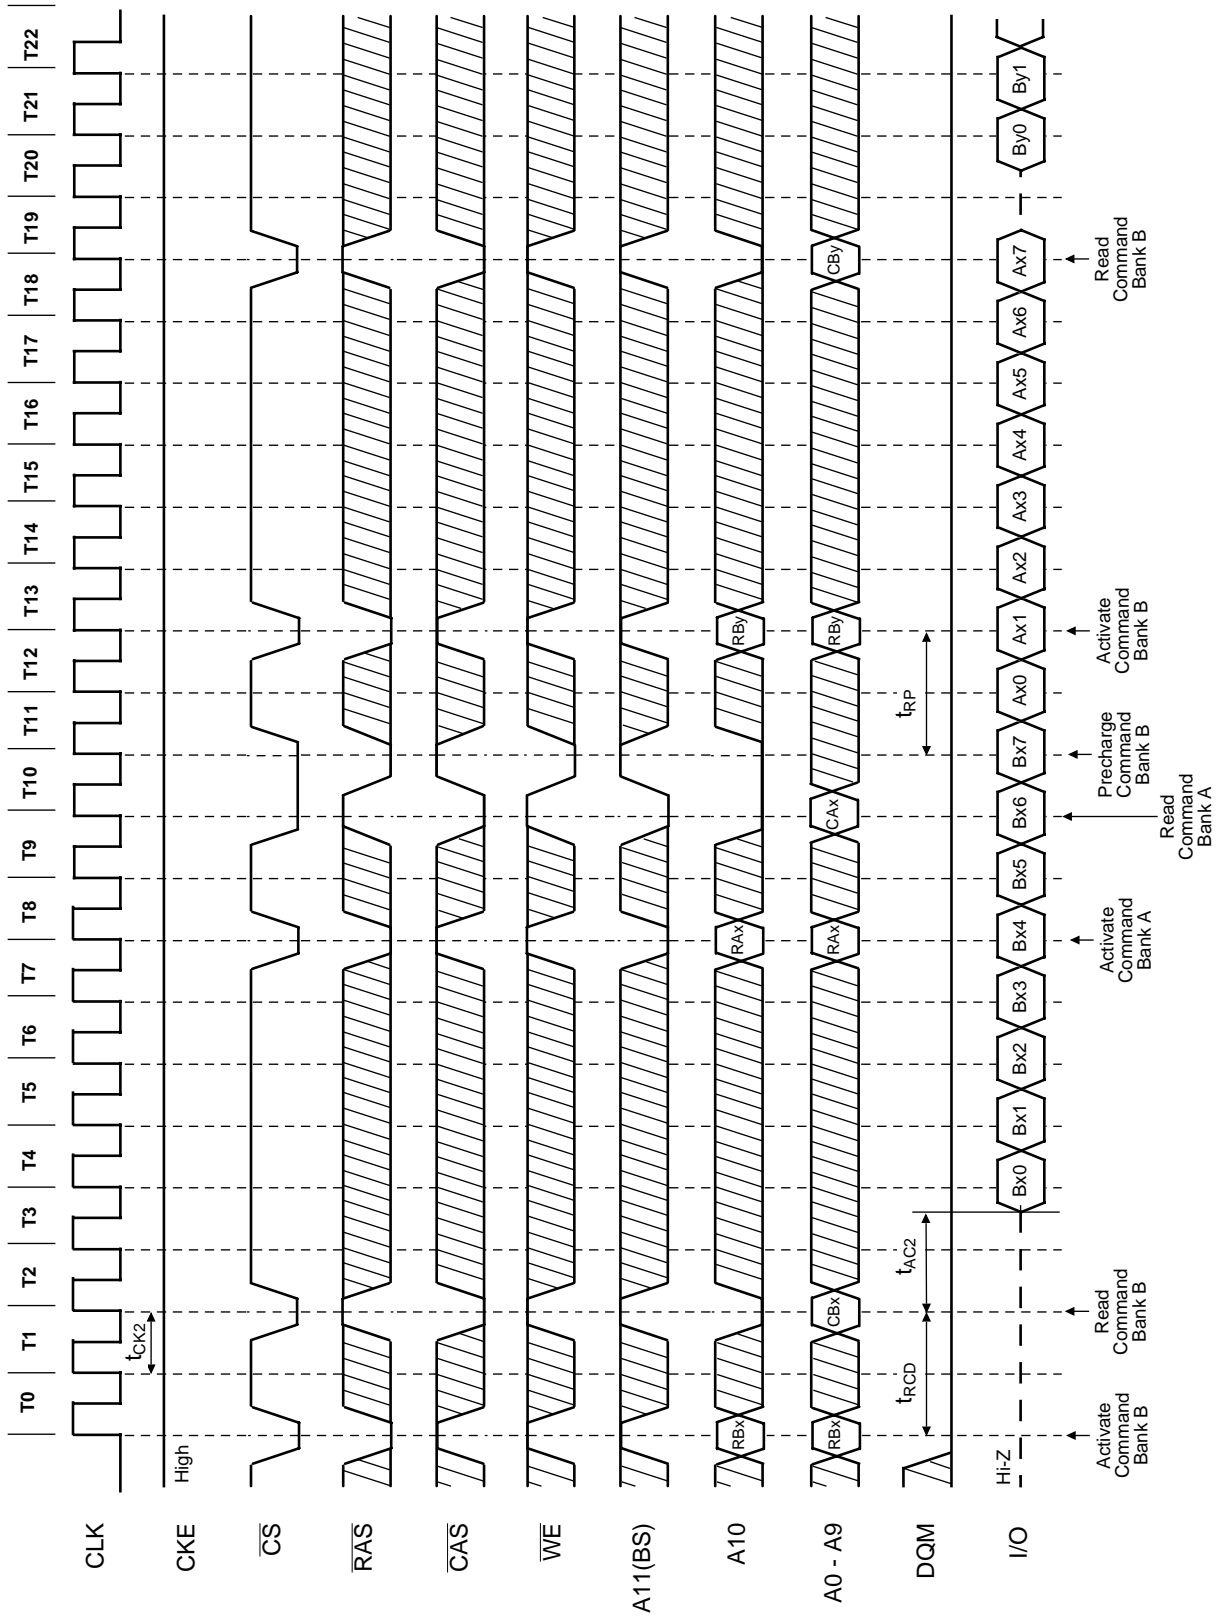 T0 T1 T2 T3 T4 T5 T6 T7 T8 T9 T10 T11 T12 T13 T14 T15 T16 T17 T18 T19 T20 T21 T22
CLK
tCK2
CKE
High
CS
RAS
CAS
WE
A11(BS)
A10
RBx RAx RBy
A0 - A9
RBx CBx RAx CAx RBy CBy
DQM
tRCD tAC2 tRP
I/O
Hi-Z
Bx0 Bx1 Bx2 Bx3 Bx4 Bx5 Bx6 Bx7 Ax0 Ax1 Ax2 Ax3 Ax4 Ax5 Ax6 Ax7 By0 By1
Activate
Command
Bank B
Read
Command
Bank B
Activate
Command
Bank A
Read
Command
Bank A
Precharge
Command
Bank B
Activate
Command
Bank B
Read
Command
Bank B